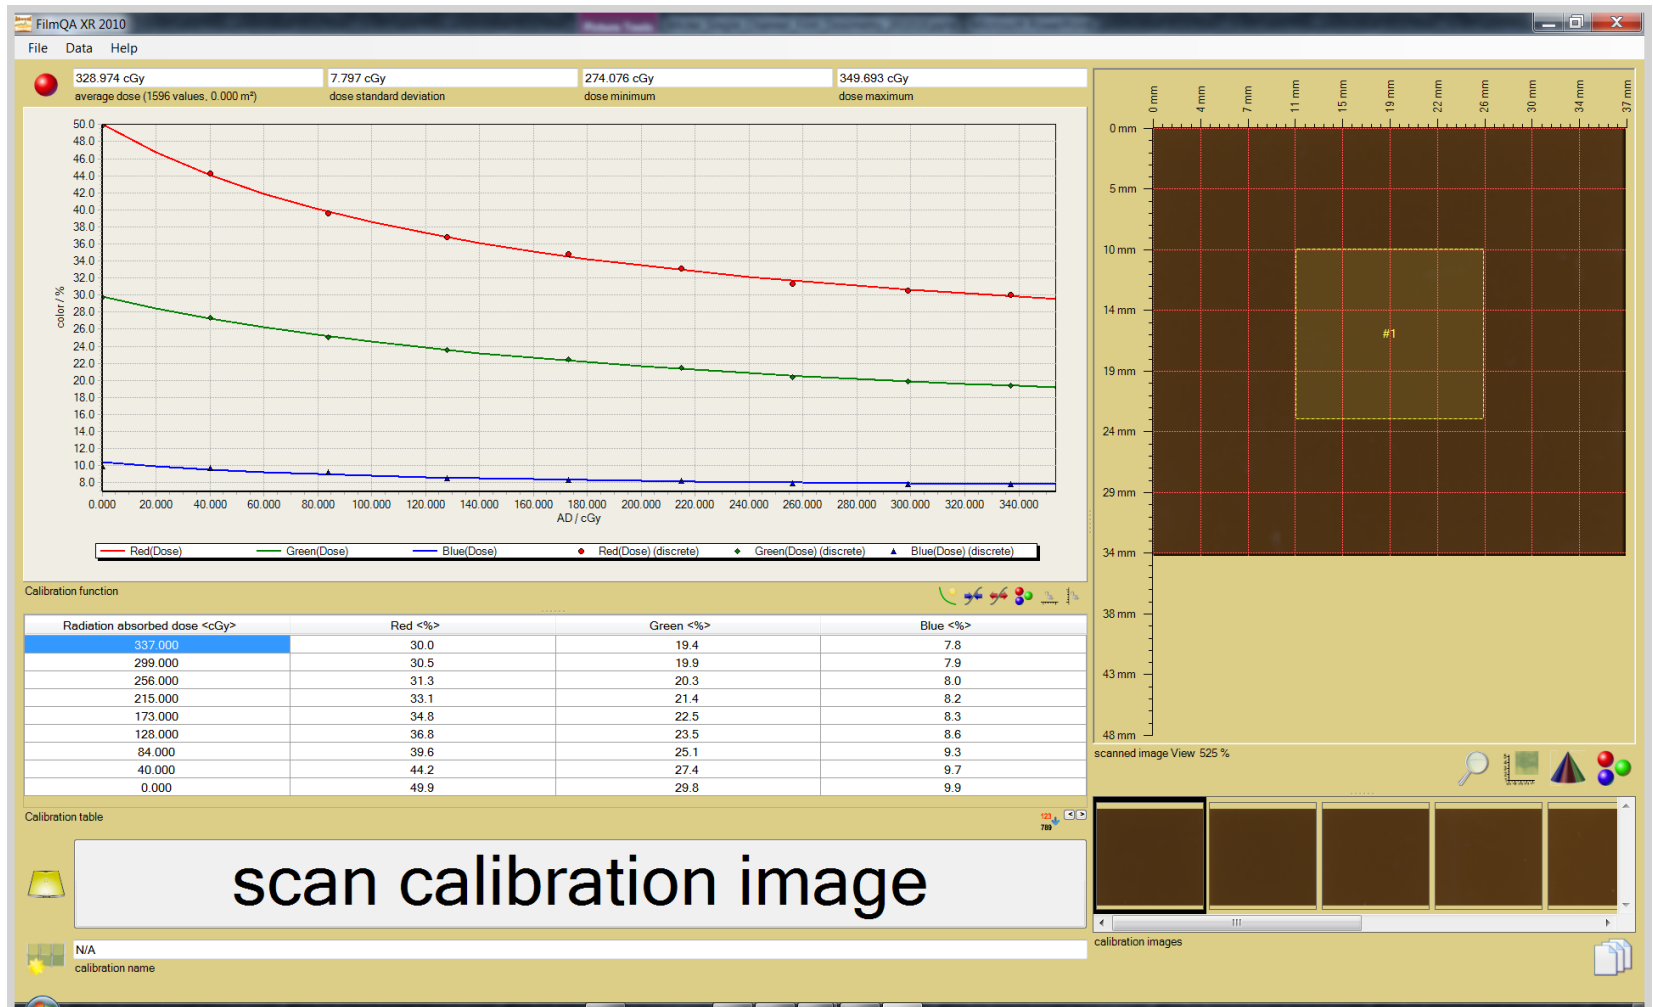 FilmQA XR 2010
File Data Help
328.974 cGy 7.797 cGy 274.076 cGy 349.693 cGy
average dose (1596 values, 0.000 m²) dose standard deviation dose minimum dose maximum
50.0
48.0
46.0
44.0
42.0
40.0
38.0
36.0
34.0
32.0
30.0
28.0
26.0
24.0
22.0
20.0
18.0
16.0
14.0
12.0
10.0
8.0
color / %
0.000 20.000 40.000 60.000 80.000 100.000 120.000 140.000 160.000 180.000 200.000 220.000 240.000 260.000 280.000 300.000 320.000 340.000
AD / cGy
Red(Dose) Green(Dose) Blue(Dose) Red(Dose) (discrete) Green(Dose) (discrete) Blue(Dose) (discrete)
Calibration function
Radiation absorbed dose <cGy> Red <%> Green <%> Blue <%>
337.000 30.0 19.4 7.8
299.000 30.5 19.9 7.9
256.000 31.3 20.3 8.0
215.000 33.1 21.4 8.2
173.000 34.8 22.5 8.3
128.000 36.8 23.5 8.6
84.000 39.6 25.1 9.3
40.000 44.2 27.4 9.7
0.000 49.9 29.8 9.9
Calibration table
123
789
scan calibration image
N/A
calibration name
0 mm 4 mm 7 mm 11 mm 15 mm 19 mm 22 mm 26 mm 30 mm 34 mm 37 mm
0 mm
5 mm
10 mm
14 mm
19 mm
24 mm
29 mm
34 mm
38 mm
43 mm
48 mm
#1
scanned image View 525 %
calibration images